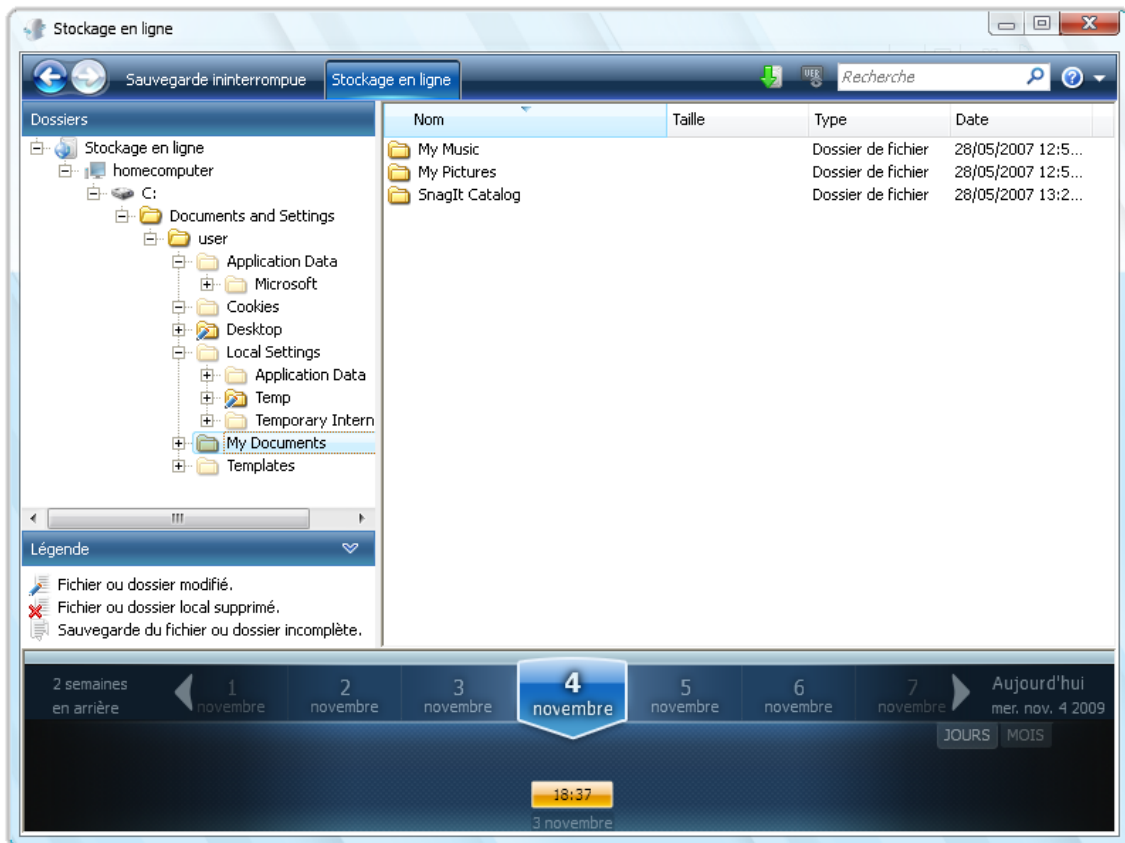 Stockage en ligne
Sauvegarde ininterrompue
Stockage en ligne
VER
Recherche
Dossiers
Nom Taille Type Date
Stockage en ligne
homecomputer
C:
Documents and Settings
user
Application Data
Microsoft
Cookies
Desktop
Local Settings
Application Data
Temp
Temporary Intern
My Documents
Templates
My Music Dossier de fichier 28/05/2007 12:5...
My Pictures Dossier de fichier 28/05/2007 12:5...
SnagIt Catalog Dossier de fichier 28/05/2007 13:2...
Légende
Fichier ou dossier modifié.
Fichier ou dossier local supprimé.
Sauvegarde du fichier ou dossier incomplète.
2 semaines
en arrière
1
novembre
2
novembre
3
novembre
4
novembre
5
novembre
6
novembre
7
novembre
Aujourd'hui
mer. nov. 4 2009
JOURS MOIS
18:37
3 novembre